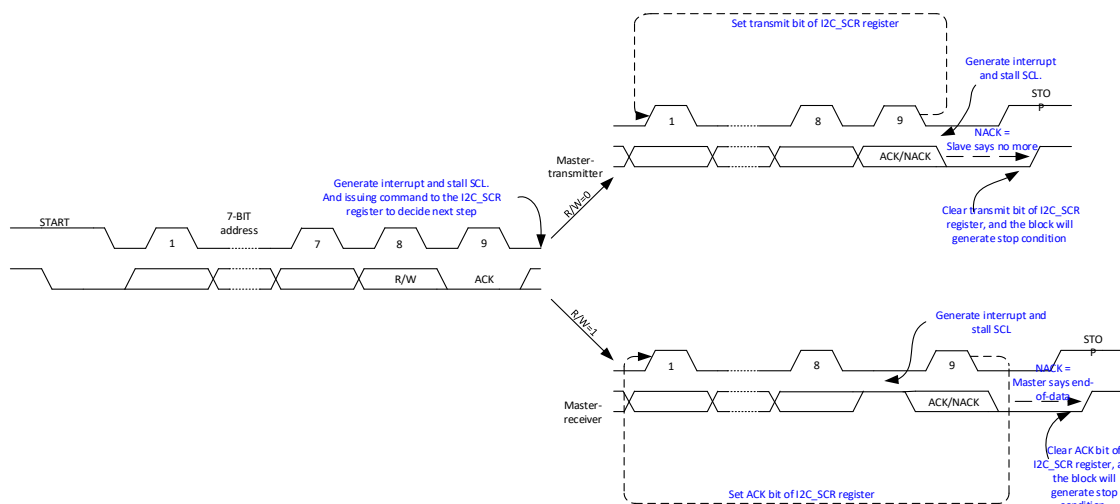 Set transmit bit of I2C_SCR register
Generate interrupt
and stall SCL.
STO
P
1
8
9
NACK =
Slave says no more
ACK/NACK
Master-
transmitter
R/W=0
Clear transmit bit of I2C_SCR
register, and the block will
generate stop condition
Generate interrupt and stall SCL.
And issuing command to the I2C_SCR
register to decide next step
START
7-BIT
address
1
7
8
9
R/W
ACK
R/W=1
Generate interrupt and
stall SCL
STO
P
1
8
9
NACK =
Master says end-
of-data
ACK/NACK
Master-
receiver
Clear ACK bit of
I2C_SCR register, a
the block will
generate stop
Set ACK bit of I2C_SCR register